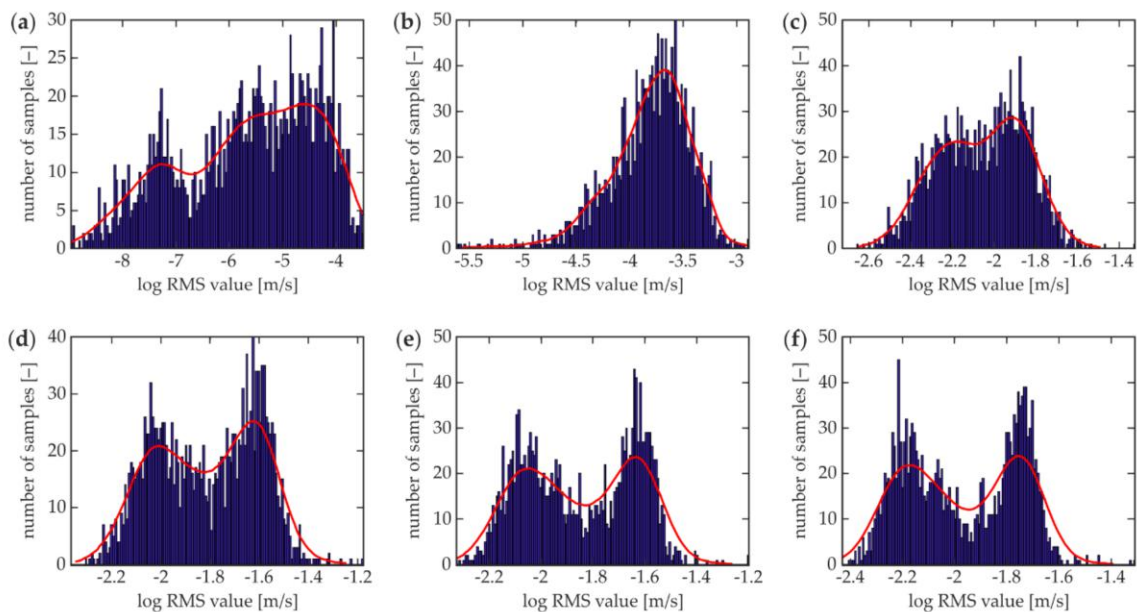 (a)
30
25
20
15
10
5
0
number of samples [–]
-8 -7 -6 -5 -4
log RMS value [m/s]
(b)
50
40
30
20
10
0
number of samples [–]
-5.5 -5 -4.5 -4 -3.5 -3
log RMS value [m/s]
(c)
50
40
30
20
10
0
number of samples [–]
-2.6 -2.4 -2.2 -2 -1.8 -1.6 -1.4
log RMS value [m/s]
(d)
40
30
20
10
0
number of samples [–]
-2.2 -2 -1.8 -1.6 -1.4 -1.2
log RMS value [m/s]
(e)
50
40
30
20
10
0
number of samples [–]
-2.2 -2 -1.8 -1.6 -1.4 -1.2
log RMS value [m/s]
(f)
50
40
30
20
10
0
number of samples [–]
-2.4 -2.2 -2 -1.8 -1.6 -1.4
log RMS value [m/s]